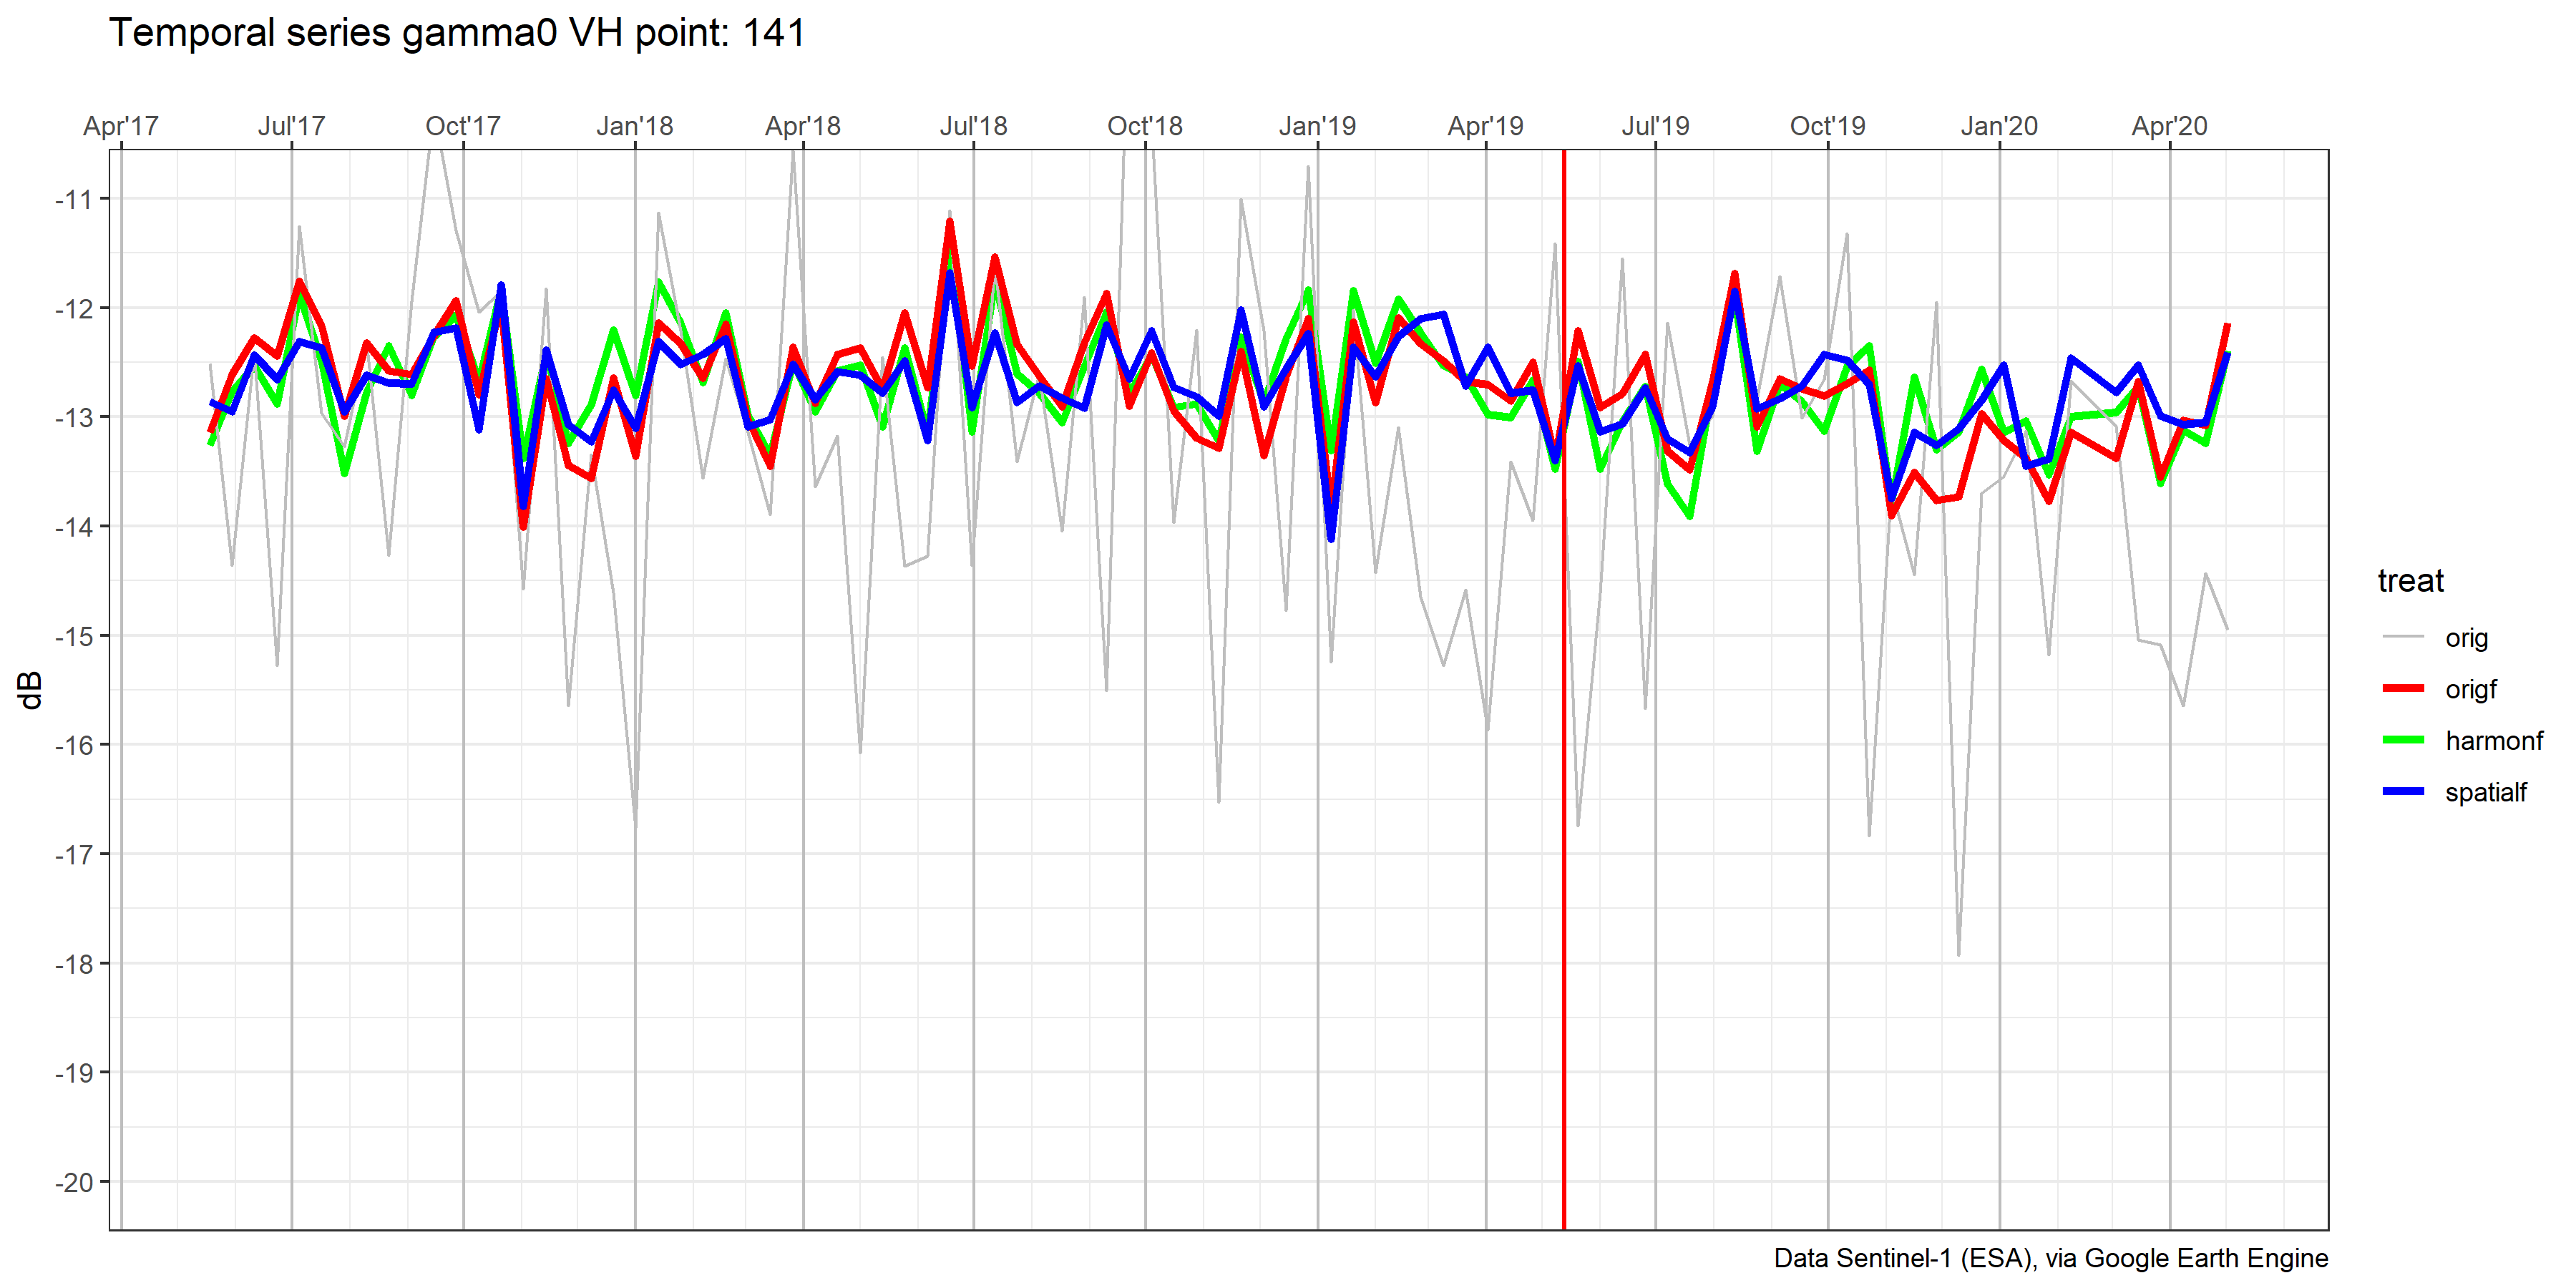 Temporal series gamma0 VH point: 141
Apr'17 Jul'17 Oct'17 Jan'18 Apr'18 Jul'18 Oct'18 Jan'19 Apr'19 Jul'19 Oct'19 Jan'20 Apr'20
-11
-12
-13
-14
-15
-16
-17
-18
-19
-20
dB
treat
orig
origf
harmonf
spatialf
Data Sentinel-1 (ESA), via Google Earth Engine